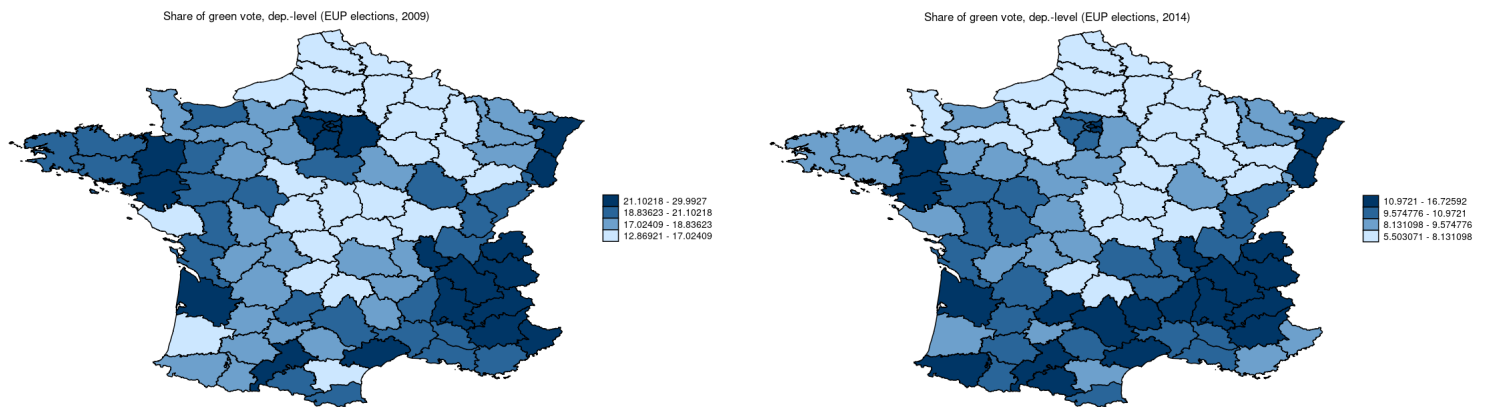 Share of green vote, dep.-level (EUP elections, 2009)
21.10218 - 29.9927
18.83623 - 21.10218
17.02409 - 18.83623
12.86921 - 17.02409
Share of green vote, dep.-level (EUP elections, 2014)
10.9721 - 16.72592
9.574776 - 10.9721
8.131098 - 9.574776
5.503071 - 8.131098